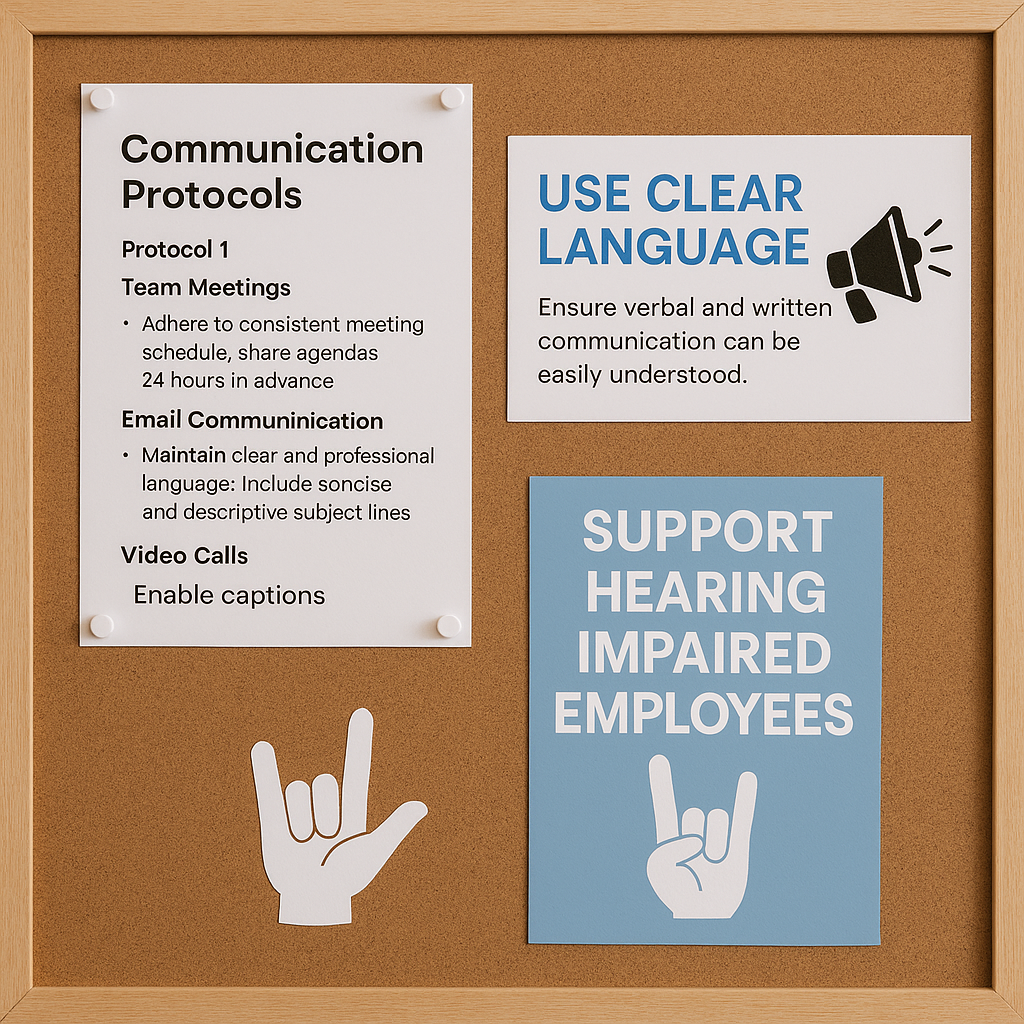 Communication
Protocols
Protocol 1
Team Meetings
• Adhere to consistent meeting
schedule, share agendas
24 hours in advance
Email Communinication
• Maintain clear and professional
language: Include soncise
and descriptive subject lines
Video Calls
Enable captions
USE CLEAR
LANGUAGE
Ensure verbal and written
communication can be
easily understood.
SUPPORT
HEARING
IMPAIRED
EMPLOYEES